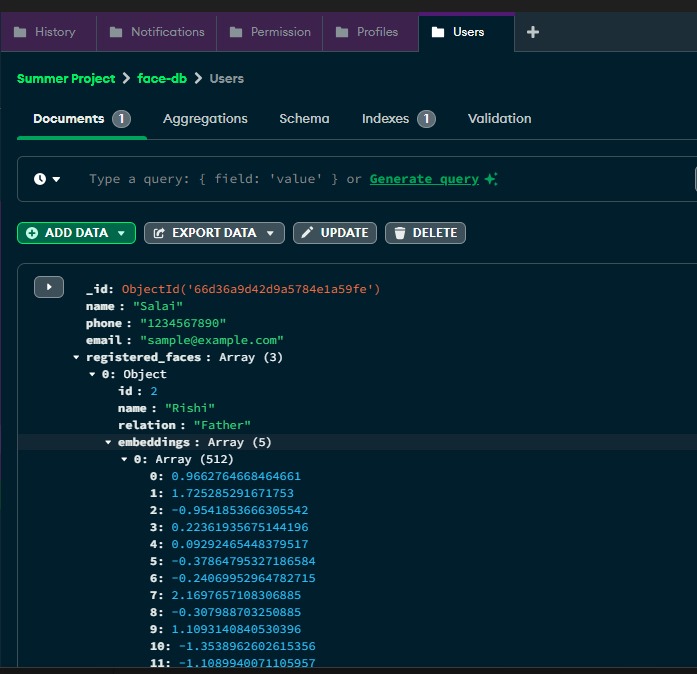 History Notifications Permission Profiles Users +
Summer Project > face-db > Users
Documents 1 Aggregations Schema Indexes 1 Validation
Type a query: { field: 'value' } or Generate query
ADD DATA EXPORT DATA UPDATE DELETE
_id: ObjectId('66d36a9d42d9a5784e1a59fe')
name : "Salai"
phone : "1234567890"
email : "sample@example.com"
registered_faces : Array (3)
0: Object
id : 2
name : "Rishi"
relation : "Father"
embeddings : Array (5)
0: Array (512)
0: 0.9662764668464661
1: 1.725285291671753
2: -0.9541853666305542
3: 0.22361935675144196
4: 0.09292465448379517
5: -0.37864795327186584
6: -0.24069952964782715
7: 2.1697657108306885
8: -0.307988703250885
9: 1.1093140840530396
10: -1.3538962602615356
11: -1.1089940071105957